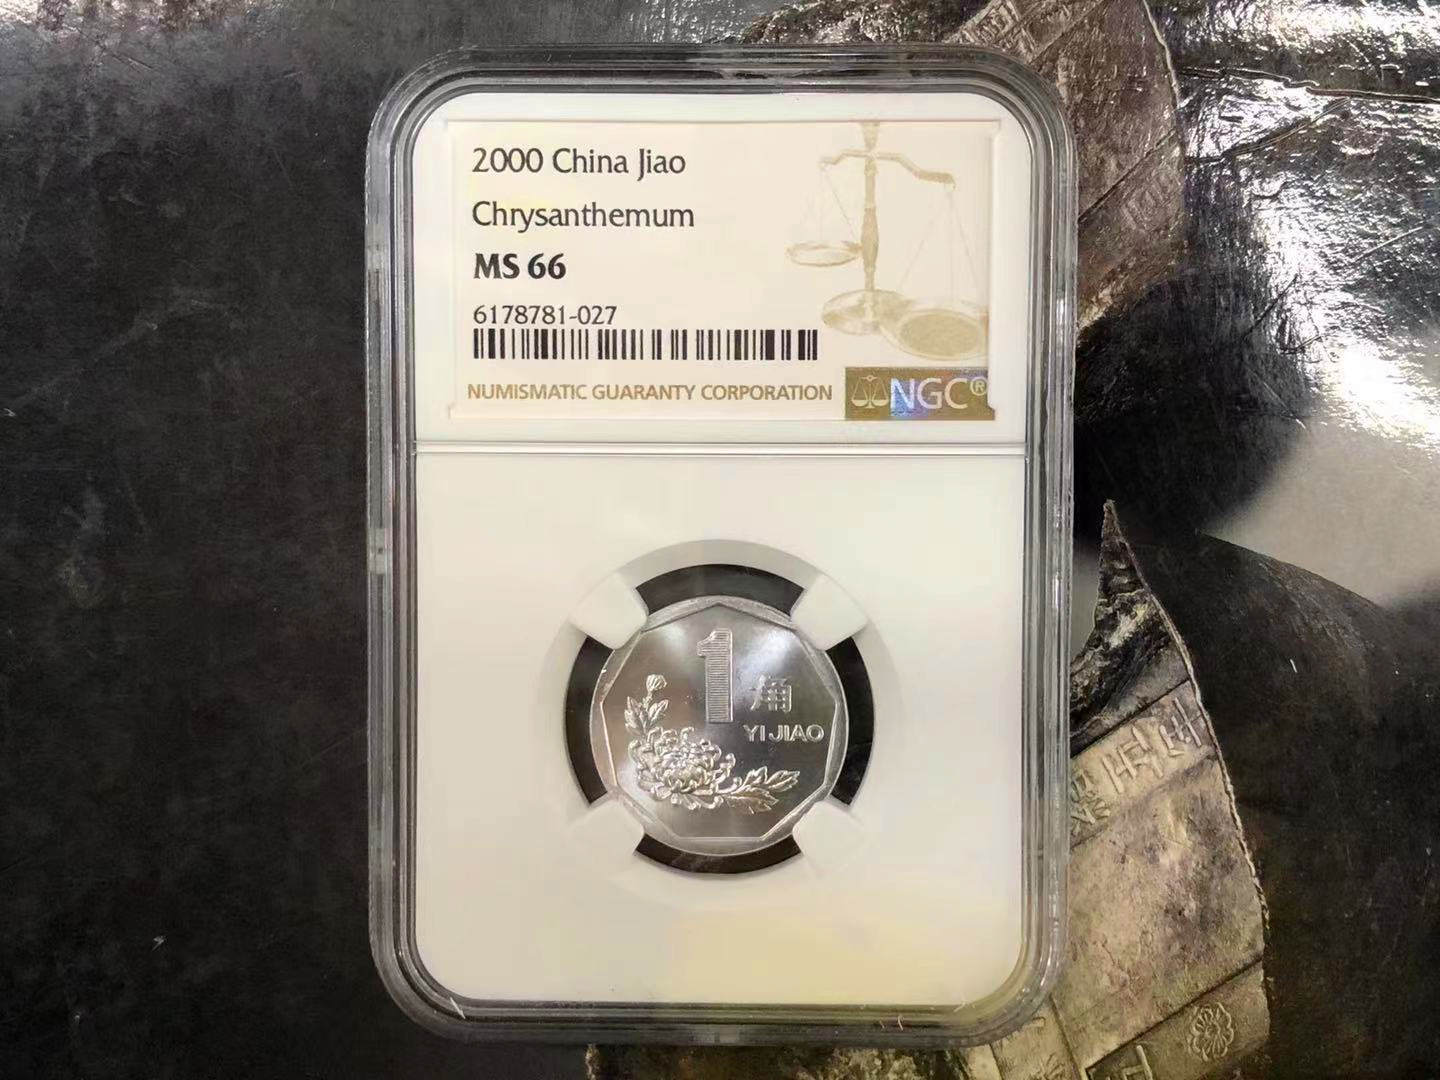 2000 China Jiao
Chrysanthemum
MS 66
6178781-027
NUMISMATIC GUARANTY CORPORATION
NGC®
1
角
YI JIAO